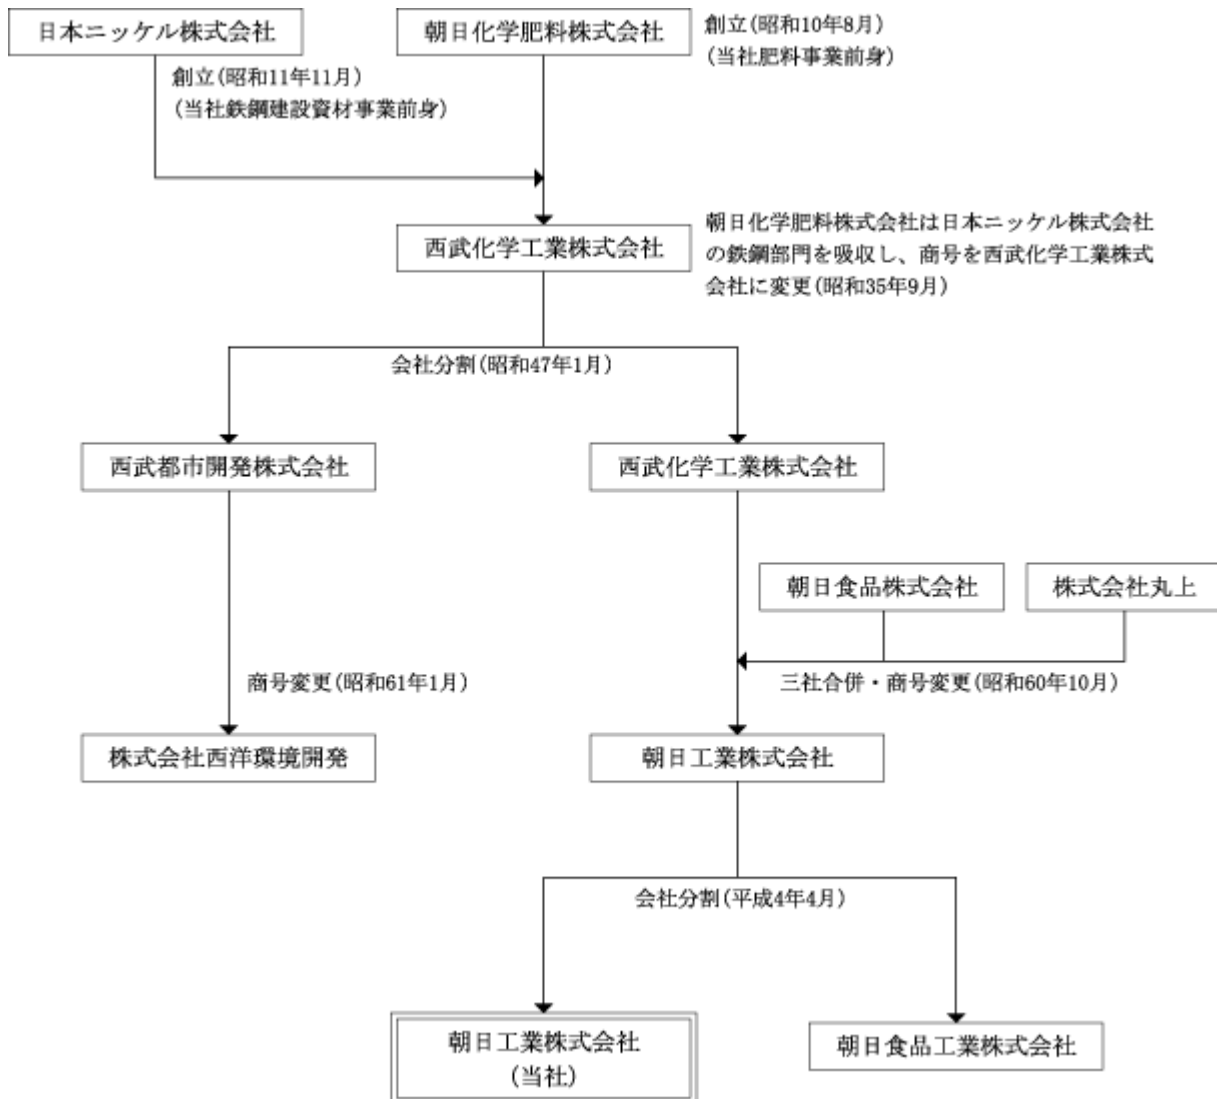 日本ニッケル株式会社
朝日化学肥料株式会社
創立(昭和10年8月)
(当社肥料事業前身)
創立(昭和11年11月)
(当社鉄鋼建設資材事業前身)
西武化学工業株式会社
朝日化学肥料株式会社は日本ニッケル株式会社
の鉄鋼部門を吸収し、商号を西武化学工業株式
会社に変更(昭和35年9月)
会社分割(昭和47年1月)
西武都市開発株式会社
西武化学工業株式会社
朝日食品株式会社
株式会社丸上
商号変更(昭和61年1月)
三社合併・商号変更(昭和60年10月)
株式会社西洋環境開発
朝日工業株式会社
会社分割(平成4年4月)
朝日工業株式会社
(当社)
朝日食品工業株式会社